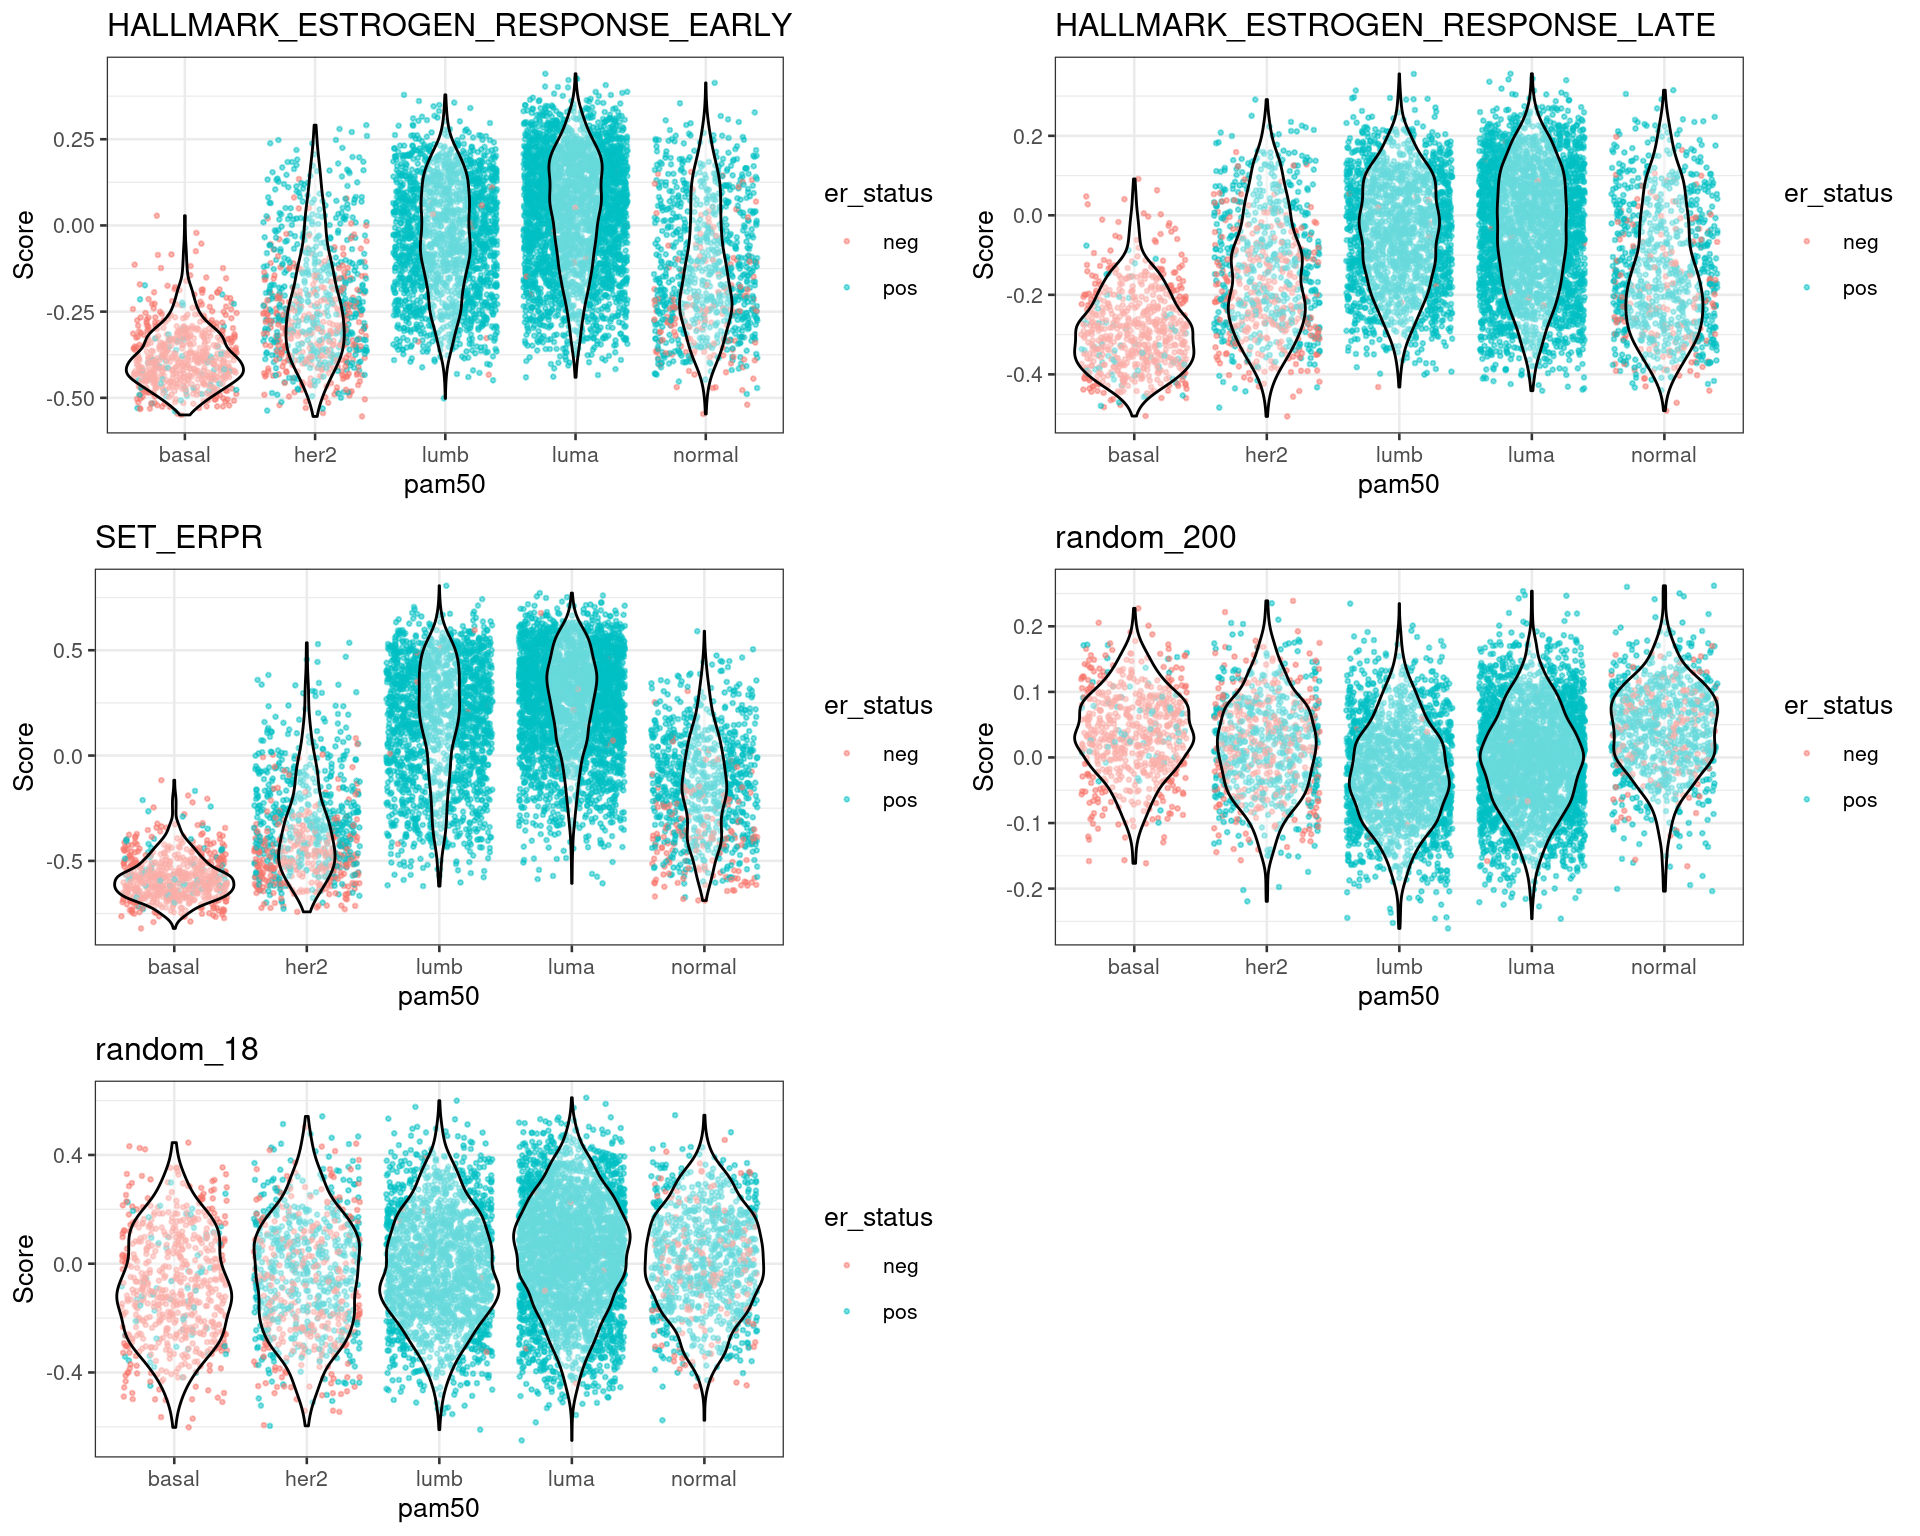 HALLMARK_ESTROGEN_RESPONSE_EARLY
Score
0.25
0.00
-0.25
-0.50
basal her2 lumb luma normal
pam50
er_status
neg
pos
HALLMARK_ESTROGEN_RESPONSE_LATE
Score
0.2
0.0
-0.2
-0.4
basal her2 lumb luma normal
pam50
er_status
neg
pos
SET_ERPR
Score
0.5
0.0
-0.5
basal her2 lumb luma normal
pam50
er_status
neg
pos
random_200
Score
0.2
0.1
0.0
-0.1
-0.2
basal her2 lumb luma normal
pam50
er_status
neg
pos
random_18
Score
0.4
0.0
-0.4
basal her2 lumb luma normal
pam50
er_status
neg
pos